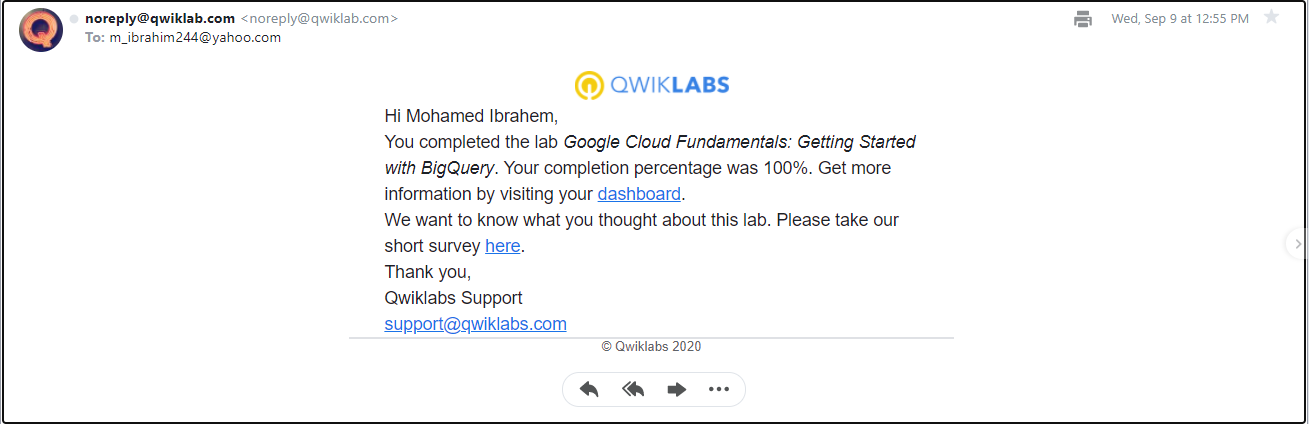 noreply@qwiklab.com <noreply@qwiklab.com>
Wed, Sep 9 at 12:55 PM
To: m_ibrahim244@yahoo.com
QWIKLABS
Hi Mohamed Ibrahem,
You completed the lab Google Cloud Fundamentals: Getting Started
with BigQuery. Your completion percentage was 100%. Get more
information by visiting your dashboard.
We want to know what you thought about this lab. Please take our
short survey here.
Thank you,
Qwiklabs Support
support@qwiklabs.com
© Qwiklabs 2020